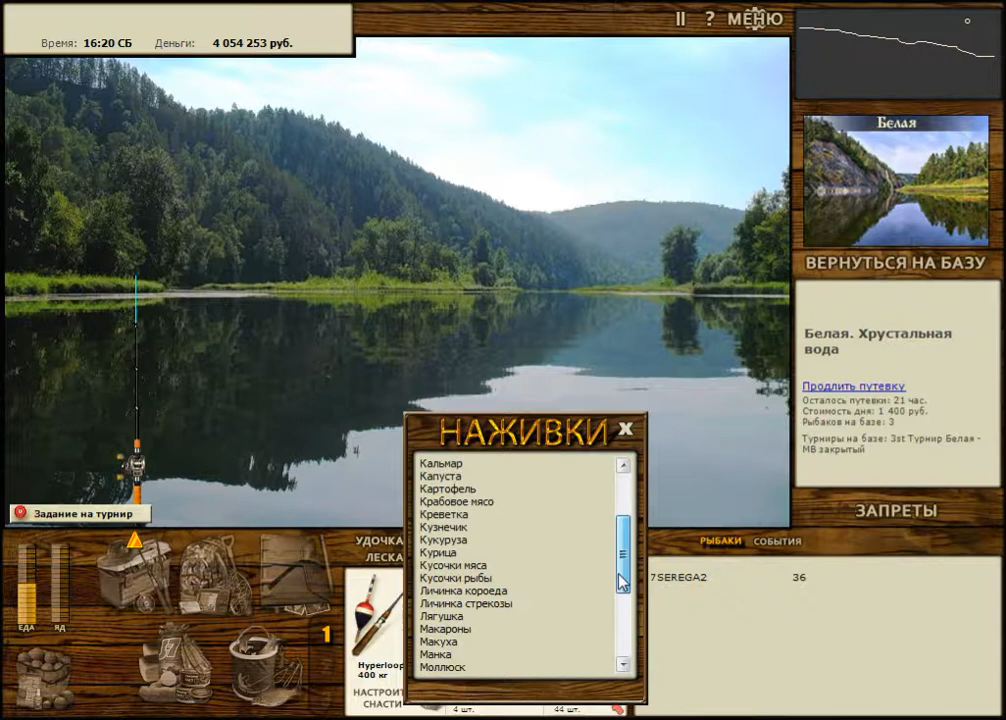 Время: 16:20 СБ Деньги: 4 054 253 руб.
II ? МЕНЮ
Белая
ВЕРНУТЬСЯ НА БАЗУ
Белая. Хрустальная
вода
Продлить путевку
Осталось путевки: 21 час.
Стоимость дня: 1 400 руб.
Рыбаков на базе: 3
Турниры на базе: 3st Турнир Белая -
МВ закрытый
ЗАПРЕТЫ
НАЖИВКИ X
Кальмар
Капуста
Картофель
Крабовое мясо
Креветка
Кузнечик
Кукуруза
Курица
Кусочки мяса
Кусочки рыбы
Личинка короеда
Личинка стрекозы
Лягушка
Макароны
Макуха
Манка
Моллюск
Задание на турнир
ЕДА ЯД
1
УДОЧКА
ЛЕСКА
Hyperloop
400 кг
НАСТРОИТ
СНАСТИ
4 шт. 44 шт.
РЫБАКИ СОБЫТИЯ
7SEREGA2 36